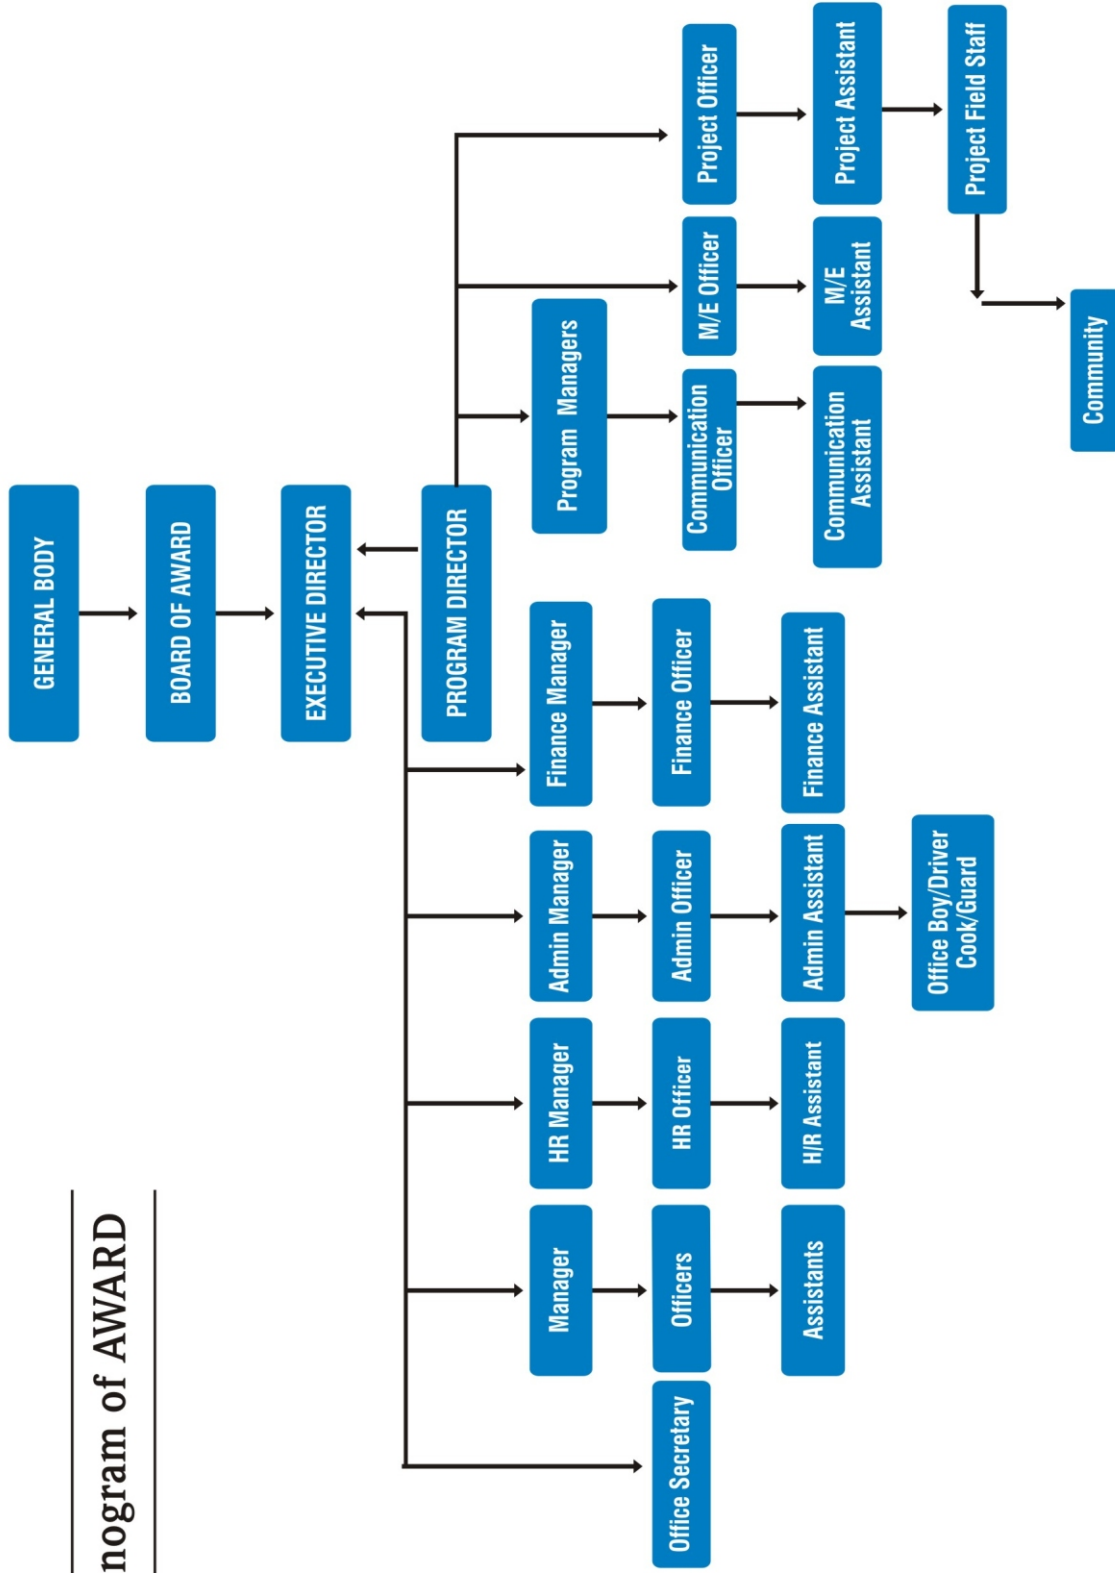 nogram of AWARD
GENERAL BODY
BOARD OF AWARD
EXECUTIVE DIRECTOR
PROGRAM DIRECTOR
Manager
HR Manager
Admin Manager
Finance Manager
Program Managers
Office Secretary
Officers
HR Officer
Admin Officer
Finance Officer
Communication
Officer
M/E Officer
Project Officer
Assistants
H/R Assistant
Admin Assistant
Finance Assistant
Communication
Assistant
M/E
Assistant
Project Assistant
Office Boy/Driver
Cook/Guard
Project Field Staff
Community